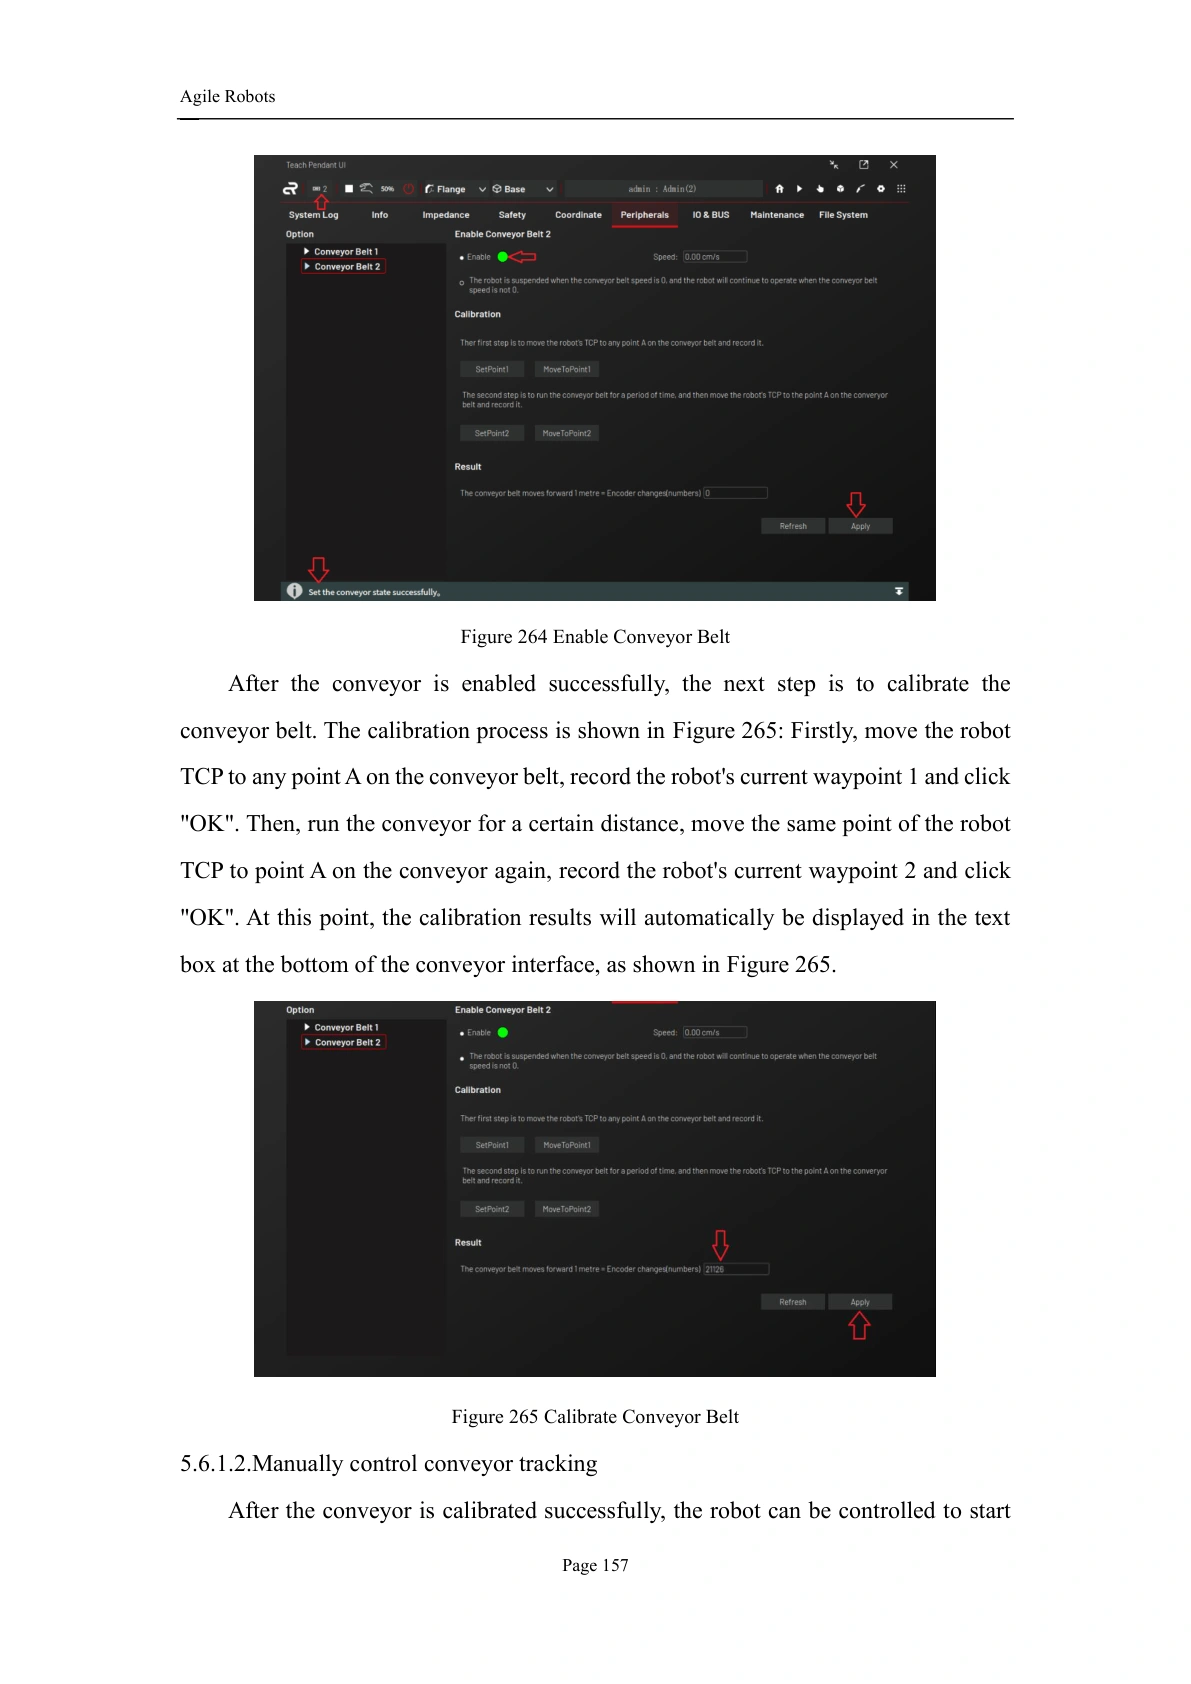 Agile Robots
Teach Pendant UI
2 50% Flange Base admin : Admin(2)
System Log Info Impedance Safety Coordinate Peripherals IO & BUS Maintenance File System
Option Enable Conveyor Belt 2
Conveyor Belt 1
Conveyor Belt 2
Enable Speed: 0.00 cm/s
The robot is suspended when the conveyor belt speed is 0, and the robot will continue to operate when the conveyor belt
speed is not 0.
Calibration
Ther first step is to move the robot's TCP to any point A on the conveyor belt and record it.
SetPoint1 MoveToPoint1
The second step is to run the conveyor belt for a period of time, and then move the robot's TCP to the point A on the converyor
belt and record it.
SetPoint2 MoveToPoint2
Result
The conveyor belt moves forward 1 metre = Encoder changes(numbers) 0
Refresh Apply
Set the conveyor state successfully。
Figure 264 Enable Conveyor Belt
After the conveyor is enabled successfully, the next step is to calibrate the
conveyor belt. The calibration process is shown in Figure 265: Firstly, move the robot
TCP to any point A on the conveyor belt, record the robot's current waypoint 1 and click
"OK". Then, run the conveyor for a certain distance, move the same point of the robot
TCP to point A on the conveyor again, record the robot's current waypoint 2 and click
"OK". At this point, the calibration results will automatically be displayed in the text
box at the bottom of the conveyor interface, as shown in Figure 265.
Option Enable Conveyor Belt 2
Conveyor Belt 1
Conveyor Belt 2
Enable Speed: 0.00 cm/s
The robot is suspended when the conveyor belt speed is 0, and the robot will continue to operate when the conveyor belt
speed is not 0.
Calibration
Ther first step is to move the robot's TCP to any point A on the conveyor belt and record it.
SetPoint1 MoveToPoint1
The second step is to run the conveyor belt for a period of time, and then move the robot's TCP to the point A on the converyor
belt and record it.
SetPoint2 MoveToPoint2
Result
The conveyor belt moves forward 1 metre = Encoder changes(numbers) 21126
Refresh Apply
Figure 265 Calibrate Conveyor Belt
5.6.1.2.Manually control conveyor tracking
After the conveyor is calibrated successfully, the robot can be controlled to start
Page 157